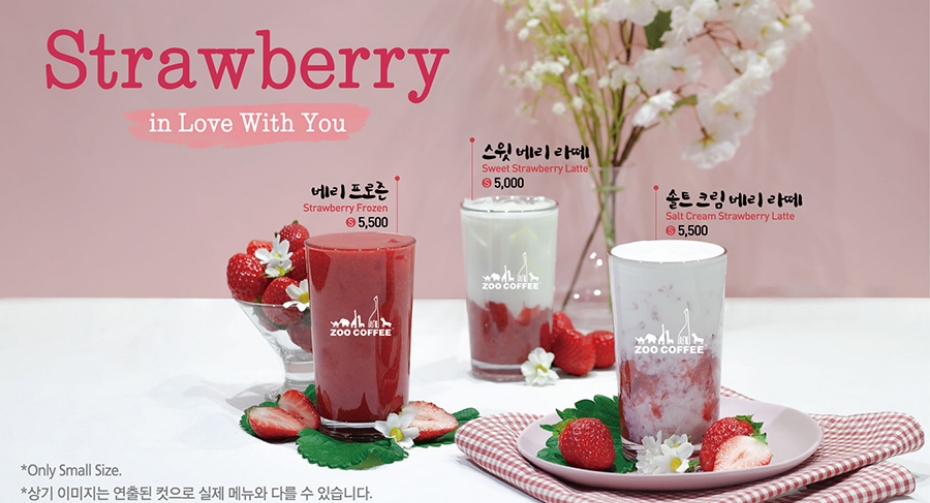 Strawberry
in Love With You
베리 프로즌
Strawberry Frozen
S 5,500
스윗 베리 라떼
Sweet Strawberry Latte
S 5,000
솔트 크림 베리 라떼
Salt Cream Strawberry Latte
S 5,500
ZOO COFFEE
ZOO COFFEE
ZOO COFFEE
*Only Small Size.
*상기 이미지는 연출된 컷으로 실제 메뉴와 다를 수 있습니다.